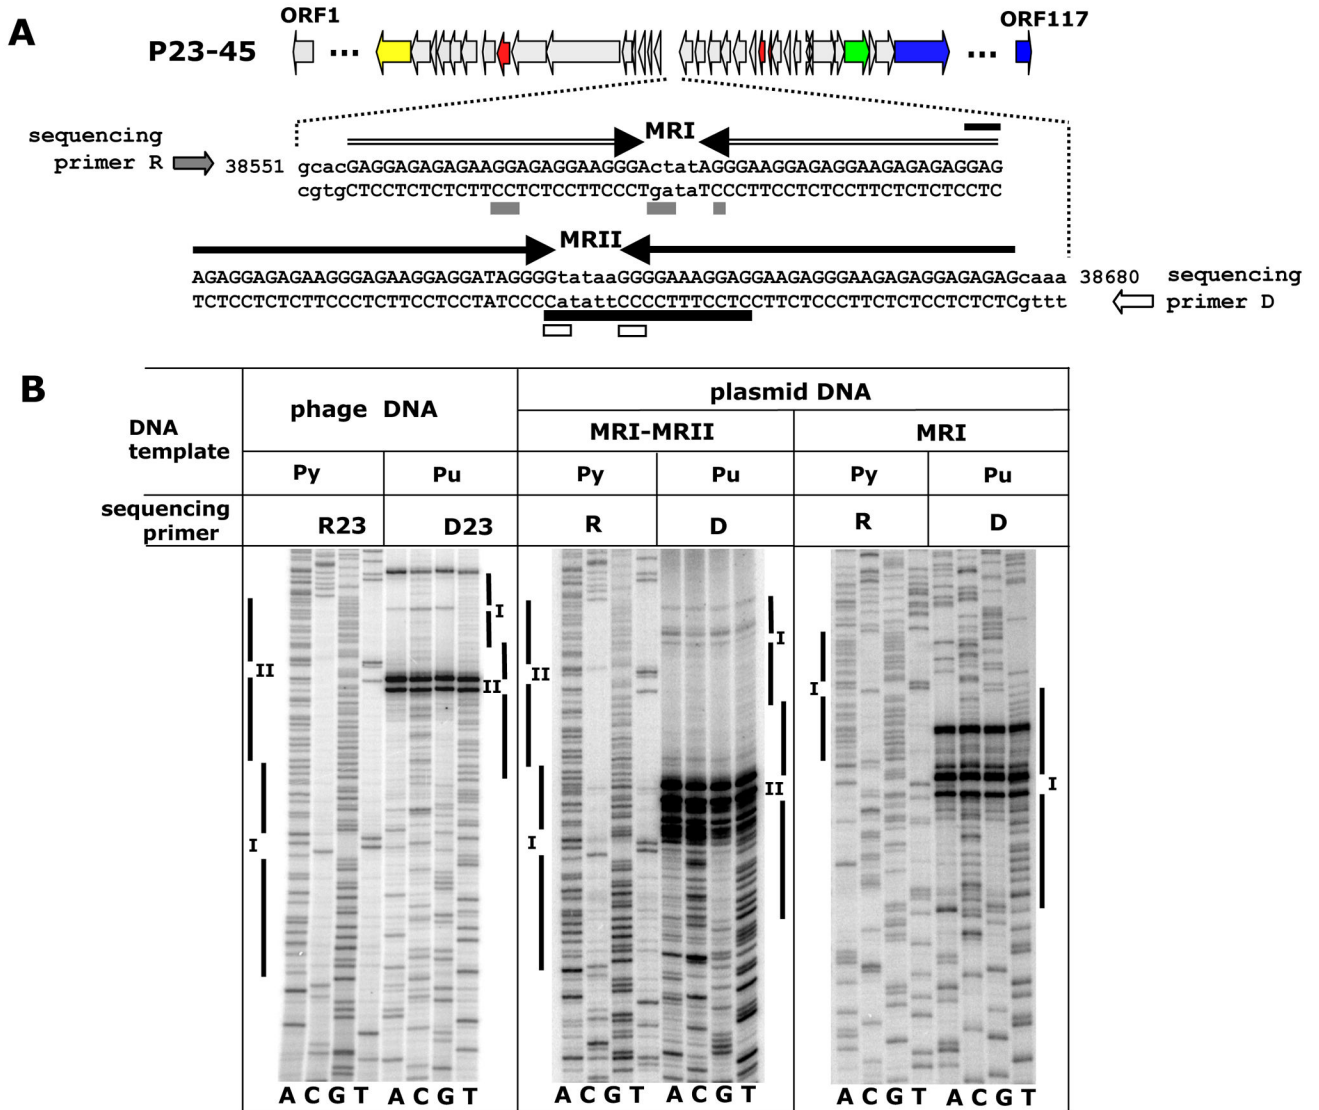 A
ORF1
ORF117
P23-45
...
...
sequencing
primer R
MRI
38551 gcacGAGGAGAGAGAAGGAGAGGAAGGGActatAGGGAAGGAGAGGAAGAGAGAGGAG
cgtgCTCCTCTCTCTTCCTCTCCTTCCCTgataTCCCTTCCTCTCCTTCTCTCTCCTC
MRII
AGAGGAGAGAGAAGGGAGAAGGAGGATAGGGGtataaGGGGAAAGGAGGAAGAGGGAAGAGAGGAGAGAGcaaa 38680
TCTCCTCTCTCTTCCCTCTTCCTCCTATCCCCatattCCCCTTTCCTCCTTCTCCCTTCTCTCCTCTCTCgttt
sequencing
primer D
B
DNA
template
phage DNA
plasmid DNA
MRI-MRII
MRI
Py
Pu
Py
Pu
Py
Pu
sequencing
primer
R23
D23
R
D
R
D
I
II
II
I
II
I
II
I
I
I
A C G T A C G T
A C G T A C G T
A C G T A C G T